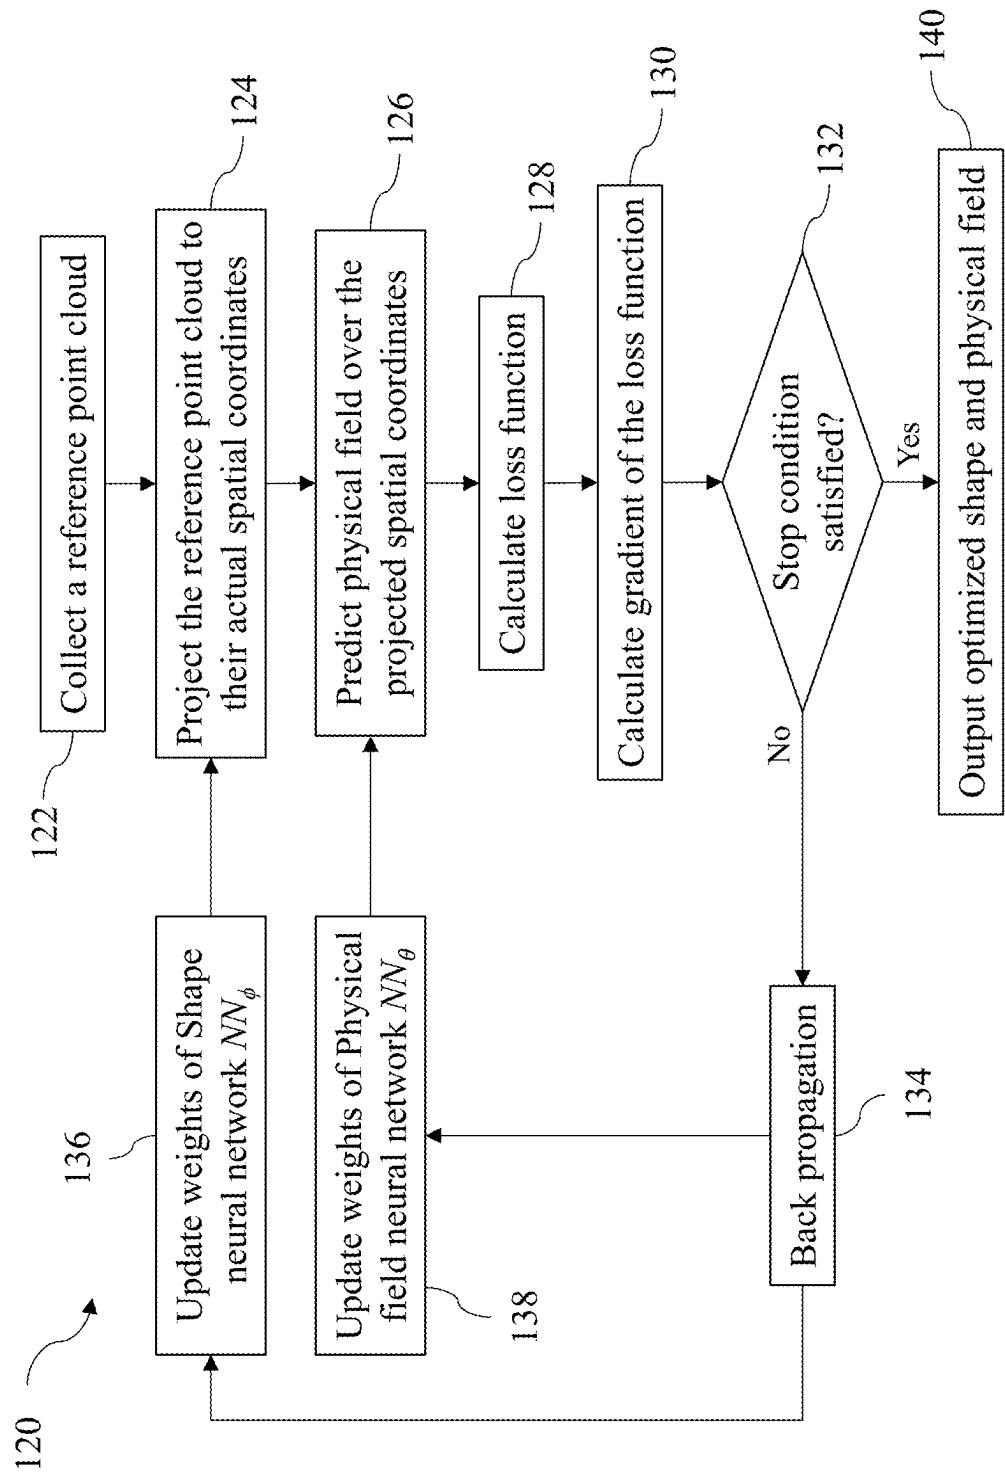 120
122
Collect a reference point cloud
136
Update weights of Shape
neural network NN_ϕ
Project the reference point cloud to
their actual spatial coordinates
124
138
Update weights of Physical
field neural network NN_θ
Predict physical field over the
projected spatial coordinates
126
Calculate loss function
128
Calculate gradient of the loss function
130
134
Back propagation
No
Stop condition
satisfied?
132
Yes
Output optimized shape and physical field
140